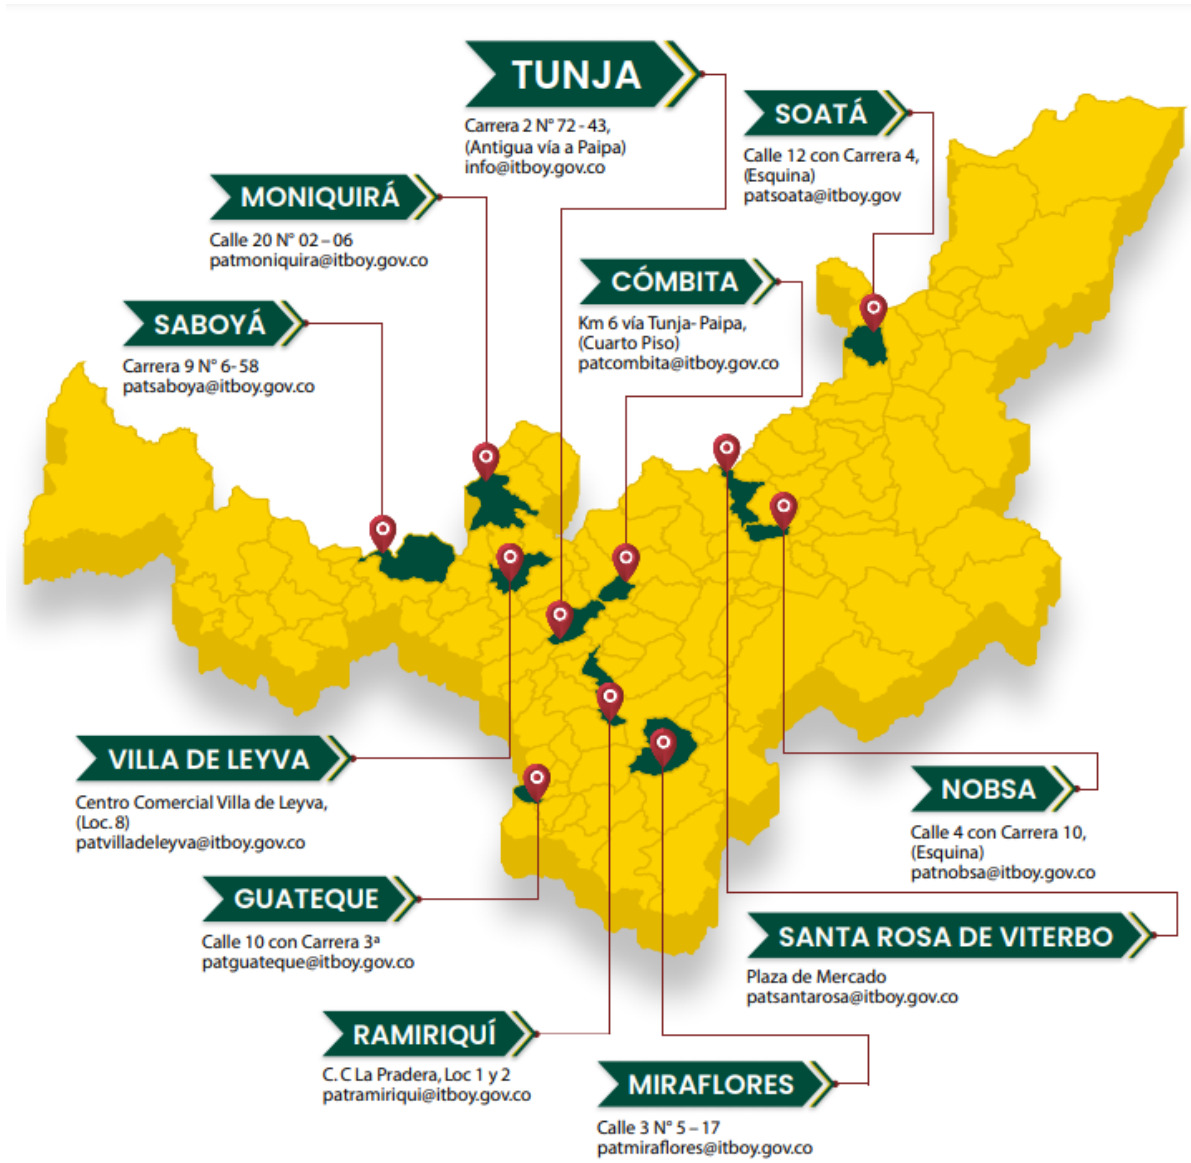 TUNJA
Carrera 2 N° 72 - 43,
(Antigua vía a Paipa)
info@itboy.gov.co
SOATÁ
Calle 12 con Carrera 4,
(Esquina)
patsoata@itboy.gov
MONIQUIRÁ
Calle 20 N° 02 – 06
patmoniquira@itboy.gov.co
CÓMBITA
Km 6 vía Tunja- Paipa,
(Cuarto Piso)
patcombita@itboy.gov.co
SABOYÁ
Carrera 9 N° 6- 58
patsaboya@itboy.gov.co
VILLA DE LEYVA
Centro Comercial Villa de Leyva,
(Loc. 8)
patvilladeleyva@itboy.gov.co
NOBSA
Calle 4 con Carrera 10,
(Esquina)
patnobsa@itboy.gov.co
GUATEQUE
Calle 10 con Carrera 3ª
patguateque@itboy.gov.co
SANTA ROSA DE VITERBO
Plaza de Mercado
patsantarosa@itboy.gov.co
RAMIRIQUÍ
C. C La Pradera, Loc 1 y 2
patramiriqui@itboy.gov.co
MIRAFLORES
Calle 3 N° 5 – 17
patmiraflores@itboy.gov.co